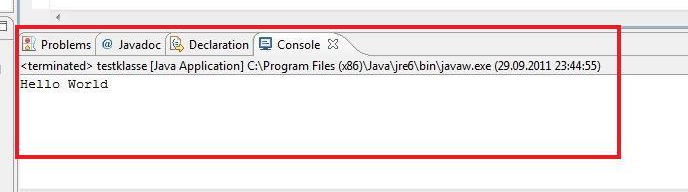 Problems @ Javadoc Declaration Console
<terminated> testklasse [Java Application] C:\Program Files (x86)\Java\jre6\bin\javaw.exe (29.09.2011 23:44:55)
Hello World